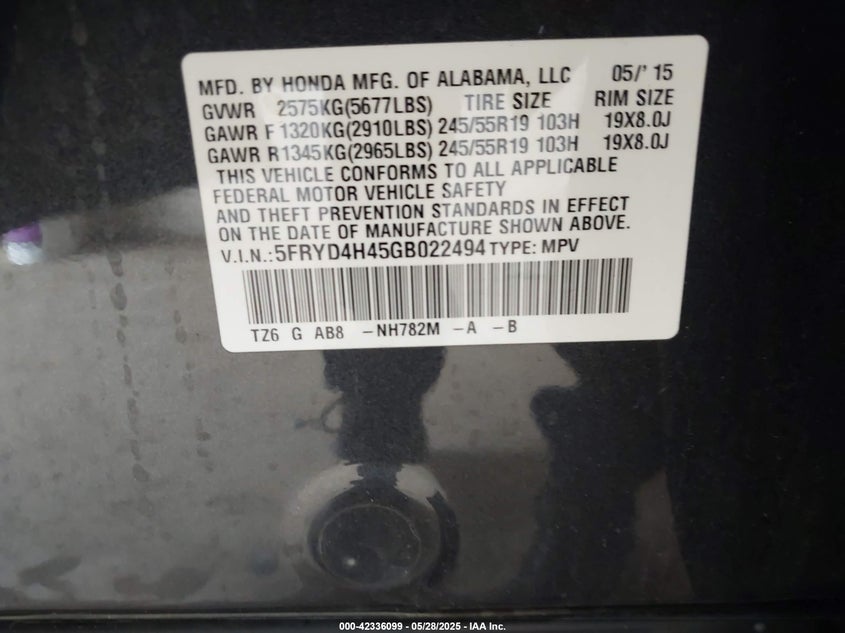 MFD. BY HONDA MFG. OF ALABAMA, LLC 05/' 15
GVWR 2575KG(5677LBS) TIRE SIZE RIM SIZE
GAWR F1320KG(2910LBS) 245/55R19 103H 19X8.0J
GAWR R1345KG(2965LBS) 245/55R19 103H 19X8.0J
THIS VEHICLE CONFORMS TO ALL APPLICABLE
FEDERAL MOTOR VEHICLE SAFETY
AND THEFT PREVENTION STANDARDS IN EFFECT
ON THE DATE OF MANUFACTURE SHOWN ABOVE.
V.I.N.:5FRYD4H45GB022494 TYPE: MPV
TZ6 G AB8 -NH782M -A -B
000-42336099 - 05/28/2025 - IAA Inc.